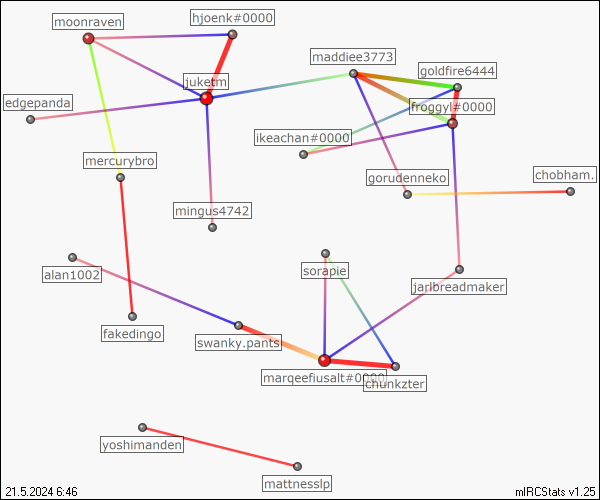 hjoenk#0000
moonraven
maddiee3773
goldfire6444
juketm
edgepanda
froggyl#0000
ikeachan#0000
mercurybro
gorudenneko
chobham.
mingus4742
alan1002
sorapie
jarlbreadmaker
fakedingo
swanky.pants
marqeefiusalt#0000
chunkzter
yoshimanden
mattnesslp
21.5.2024 6:46
mIRCStats v1.25